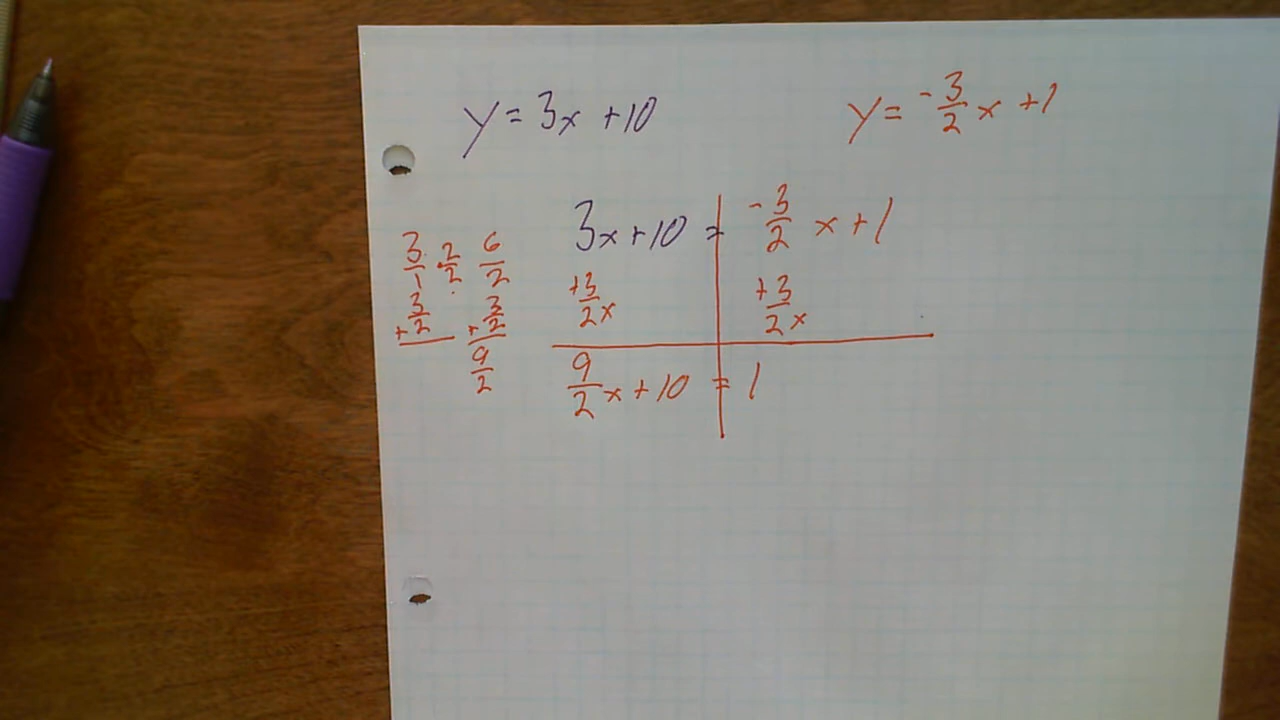 y = 3x + 10    y = -3/2 x + 1
3x + 10 = -3/2 x + 1
3/1 · 2/2    6/2
+3/2 x    +3/2 x
+ 3/2    + 3/2
9/2
9/2 x + 10 = 1